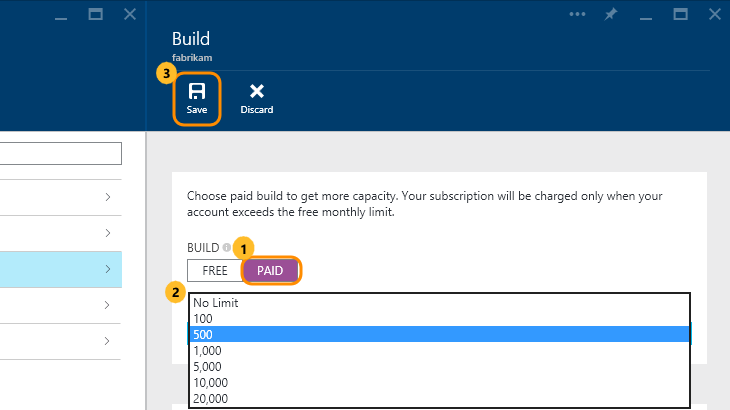 Build
fabrikam
3
Save
Discard
Choose paid build to get more capacity. Your subscription will be charged only when your
account exceeds the free monthly limit.
BUILD
1
FREE
PAID
2
No Limit
100
500
1,000
5,000
10,000
20,000